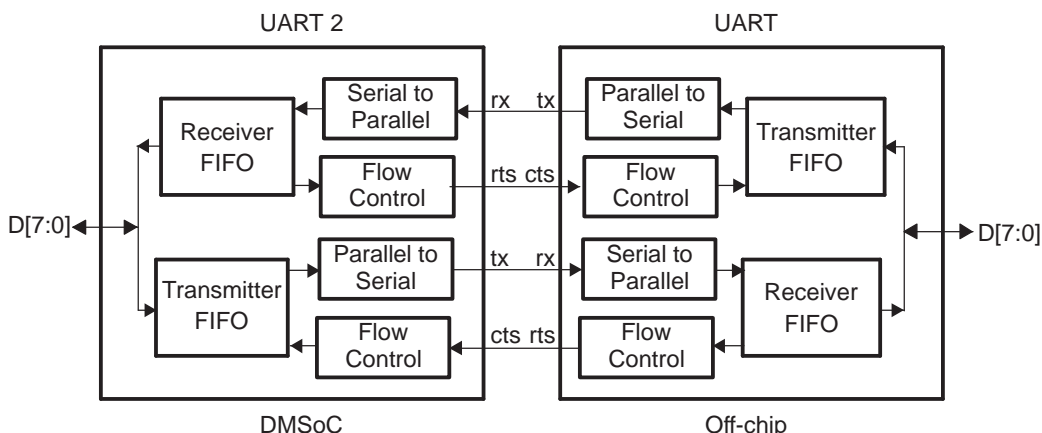 UART 2
UART
Serial to
Parallel
rx tx
Parallel to
Serial
Receiver
FIFO
Transmitter
FIFO
Flow
Control
rts cts
Flow
Control
D[7:0]
D[7:0]
Parallel to
Serial
tx rx
Serial to
Parallel
Transmitter
FIFO
Receiver
FIFO
Flow
Control
cts rts
Flow
Control
DMSoC
Off-chip